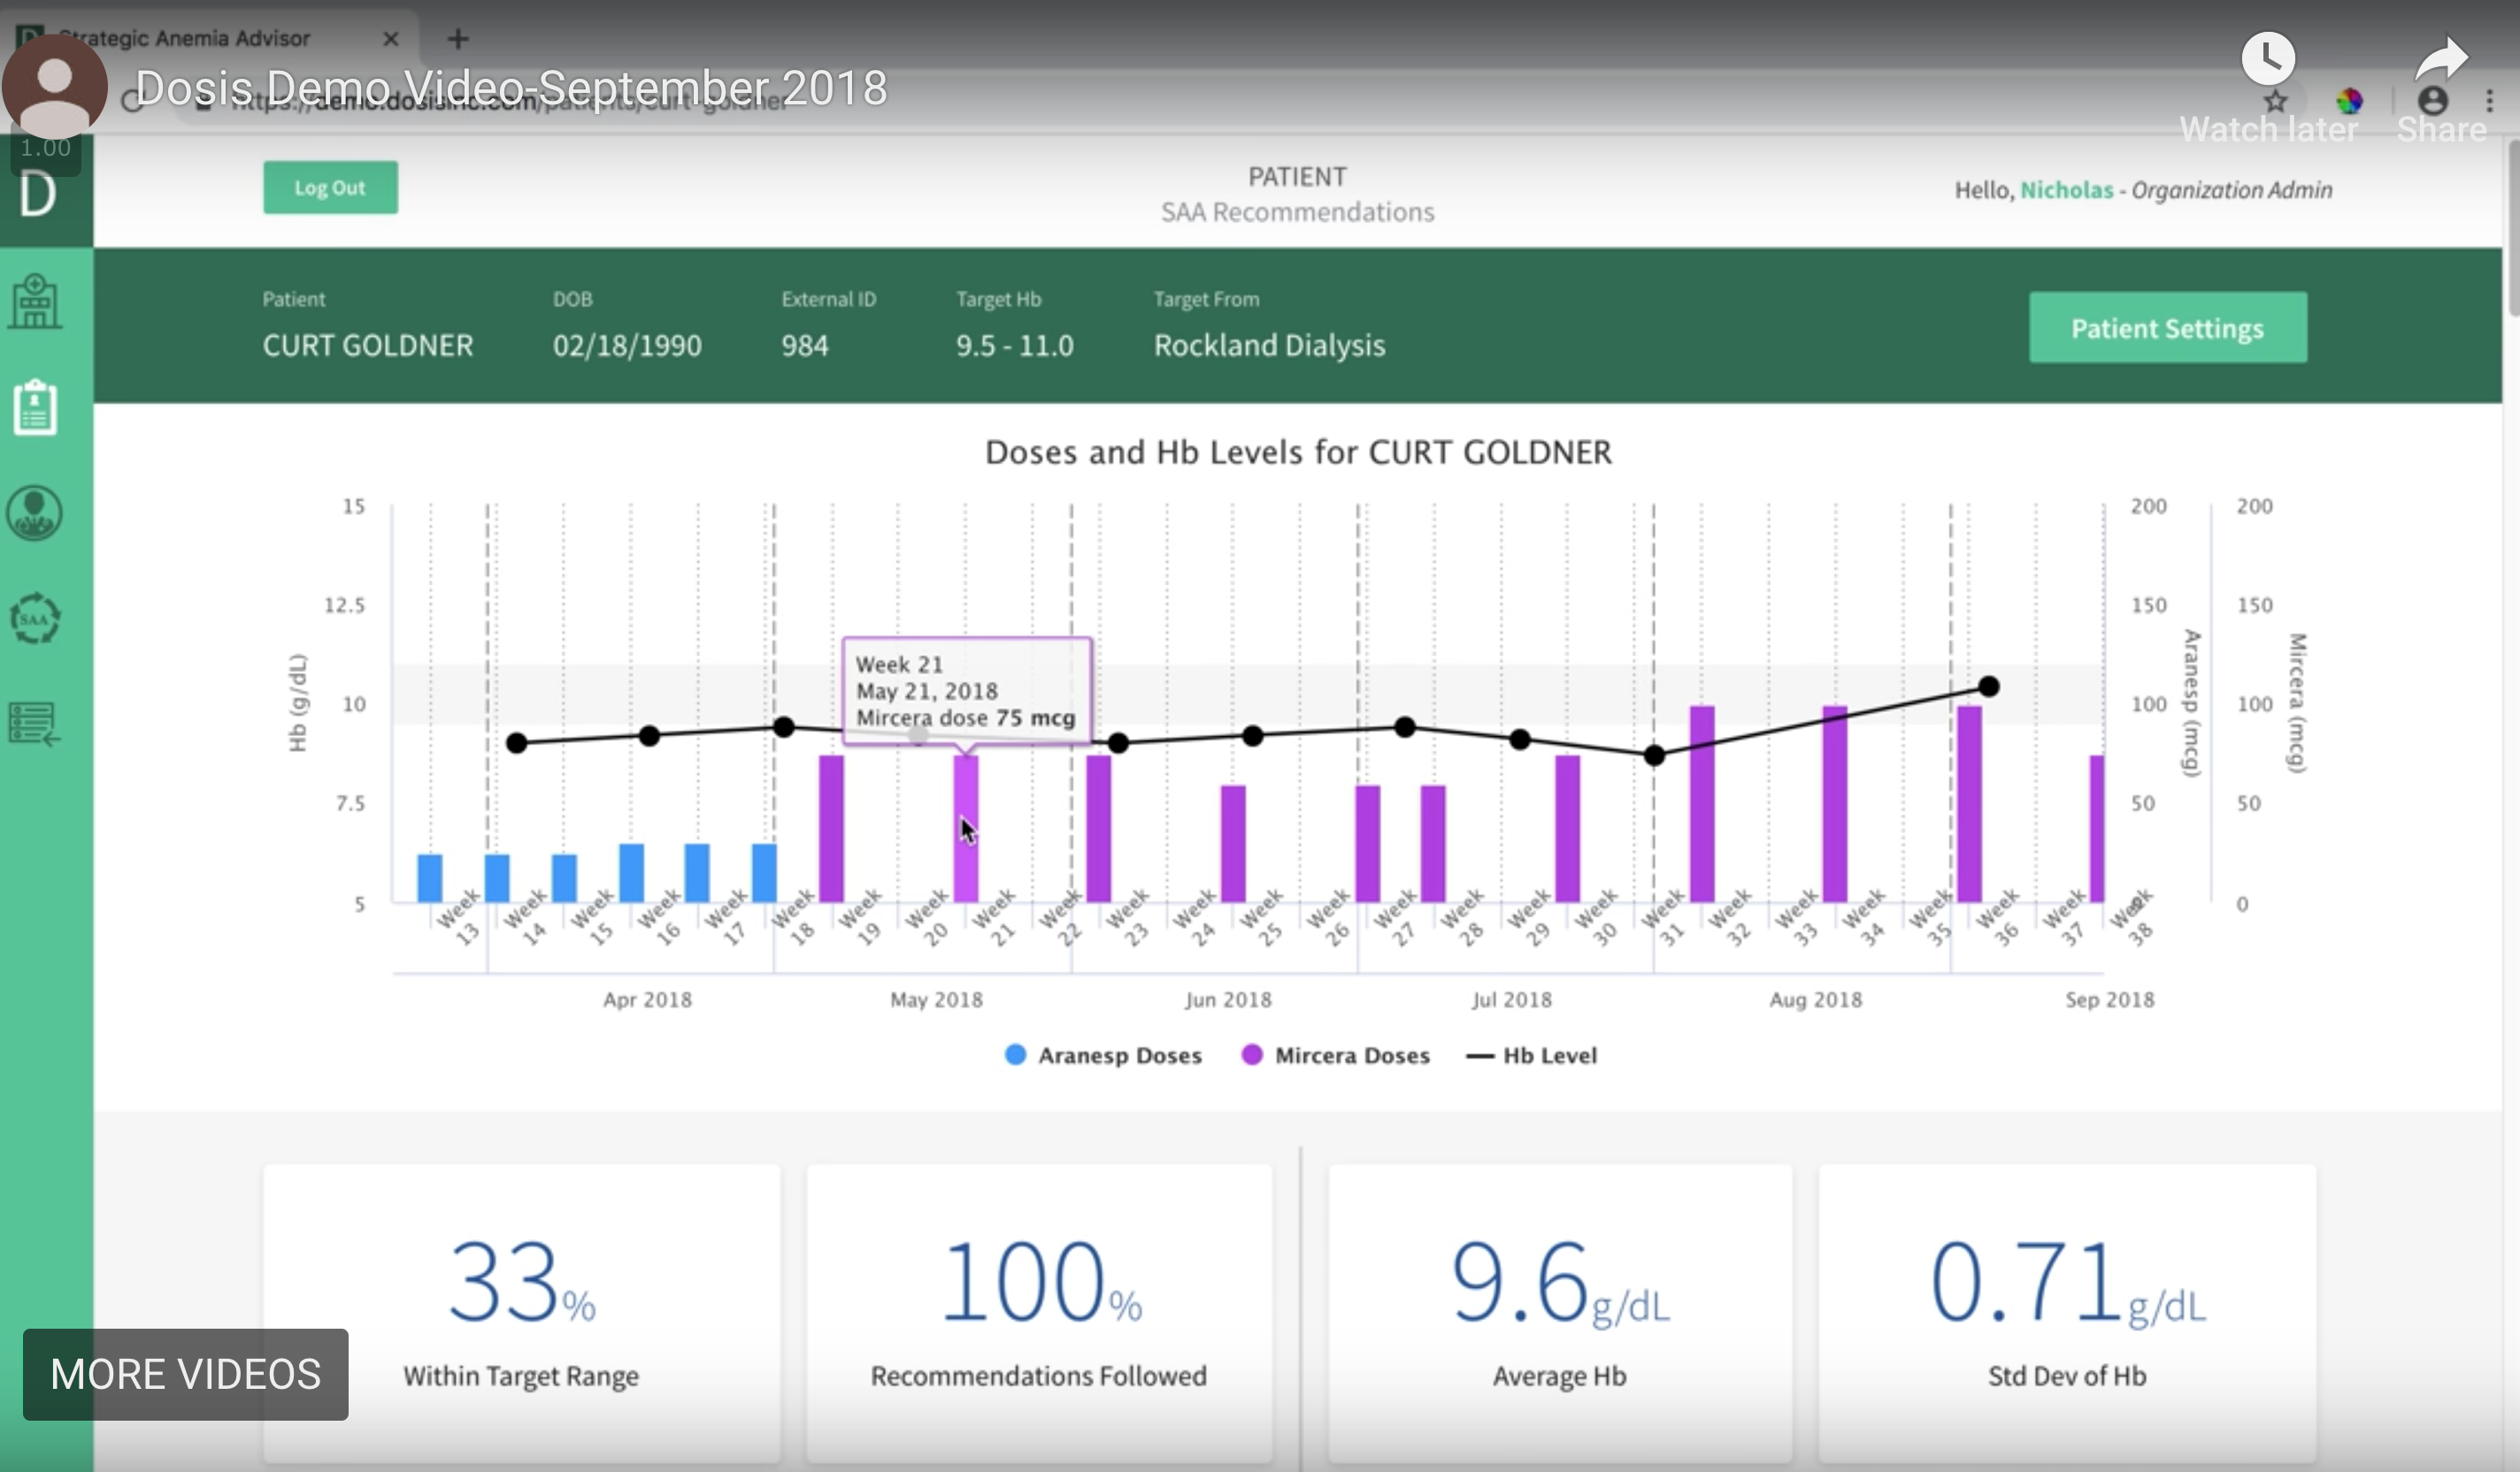 Strategic Anemia Advisor
Dosis Demo Video-September 2018
https://demo.dosisinc.com/patients/curt-goldner
Watch later
Share
1.00
D
Log Out
PATIENT
SAA Recommendations
Hello, Nicholas - Organization Admin
Patient
DOB
External ID
Target Hb
Target From
CURT GOLDNER
02/18/1990
984
9.5 - 11.0
Rockland Dialysis
Patient Settings
SAA
Doses and Hb Levels for CURT GOLDNER
Hb (g/dL)
15
12.5
10
7.5
5
Week 21
May 21, 2018
Mircera dose 75 mcg
200
150
100
50
0
Aranesp (mcg)
200
150
100
50
0
Mircera (mcg)
Week 13
Week 14
Week 15
Week 16
Week 17
Week 18
Week 19
Week 20
Week 21
Week 22
Week 23
Week 24
Week 25
Week 26
Week 27
Week 28
Week 29
Week 30
Week 31
Week 32
Week 33
Week 34
Week 35
Week 36
Week 37
Week 38
Apr 2018
May 2018
Jun 2018
Jul 2018
Aug 2018
Sep 2018
Aranesp Doses
Mircera Doses
Hb Level
33%
Within Target Range
100%
Recommendations Followed
9.6g/dL
Average Hb
0.71g/dL
Std Dev of Hb
MORE VIDEOS